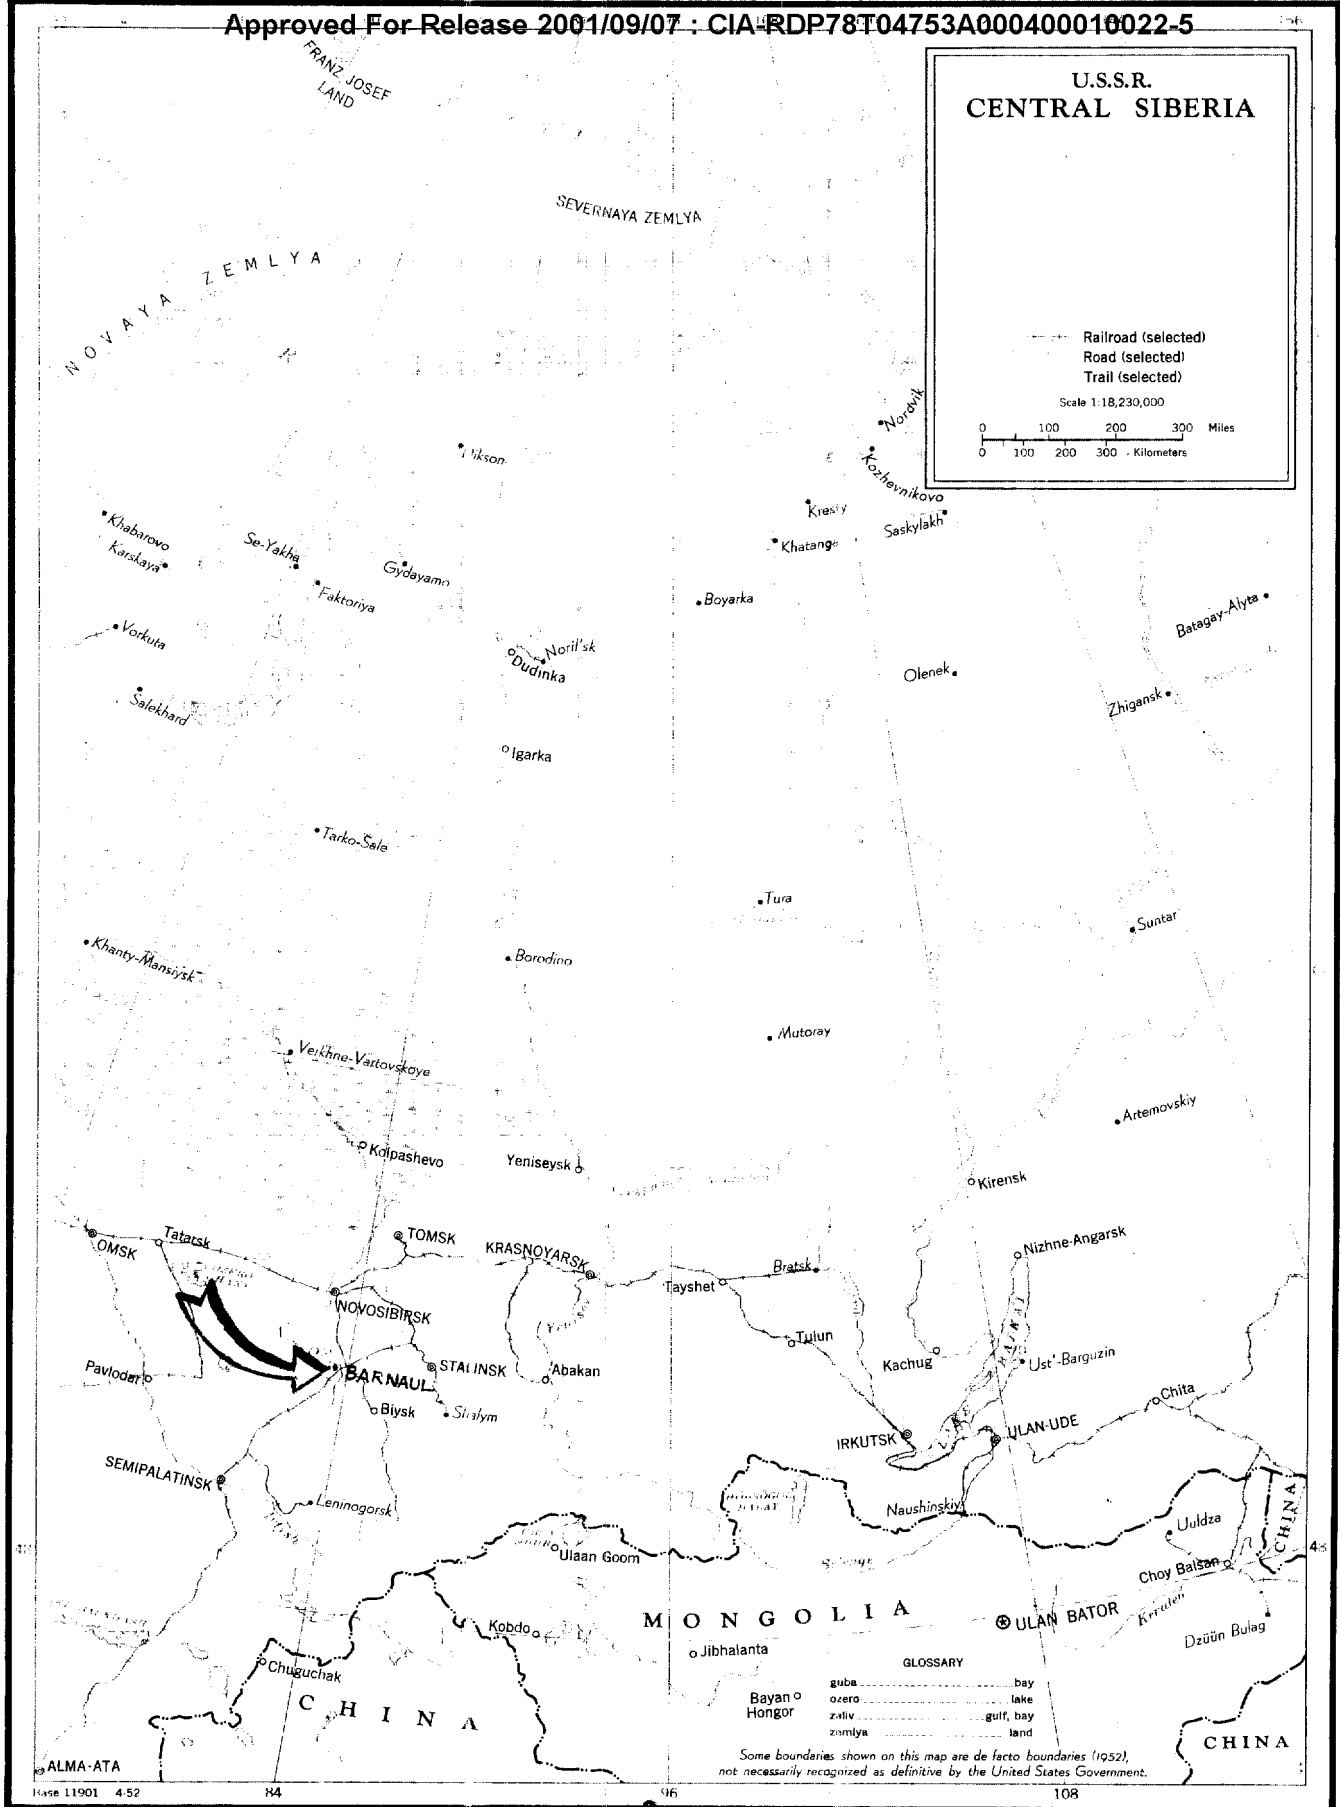 Approved For Release 2001/09/07 : CIA-RDP78T04753A000400010022-5
FRANZ JOSEF
LAND
U.S.S.R.
CENTRAL SIBERIA
SEVERNAYA ZEMLYA
NOVAYA ZEMLYA
Railroad (selected)
Road (selected)
Trail (selected)
Scale 1:18,230,000
0 100 200 300 Miles
0 100 200 300 Kilometers
Nordvik
Kozhevnikovo
Kresty
Saskylakh
Khabarovo
Karskaya
Se-Yakha
Gydayamo
Khatanga
Faktoriya
Boyarka
Batagay-Alyta
Vorkuta
Noril'sk
Dudinka
Olenek
Zhigansk
Salekhard
Igarka
Tarko-Sale
Tura
Suntar
Khanty-Mansiysk
Borodino
Mutoray
Verkhne-Vartovskoye
Artemovskiy
Kolpashevo
Yeniseysk
Kirensk
OMSK
Tatarsk
TOMSK
KRASNOYARSK
Nizhne-Angarsk
Tayshet
Bratsk
NOVOSIBIRSK
Tulun
Kachug
LAKE BAIKAL
Ust'-Barguzin
Pavlodar
BARNAUL
STALINSK
Abakan
Chita
Biysk
Shalym
IRKUTSK
ULAN-UDE
SEMIPALATINSK
Leninogorsk
Naushinskiy
CHINA
Uuldza
48
48
Ulaan Goom
Choy Balsan
MONGOLIA
ULAN BATOR
Kerulen
Kobdo
Jibhalanta
Dzüün Bulag
Chuguchak
CHINA
GLOSSARY
guba bay
ozero lake
zaliv gulf, bay
zemlya land
Bayan
Hongor
CHINA
Some boundaries shown on this map are de facto boundaries (1952),
not necessarily recognized as definitive by the United States Government.
ALMA-ATA
Base 11901 4-52
84
96
108